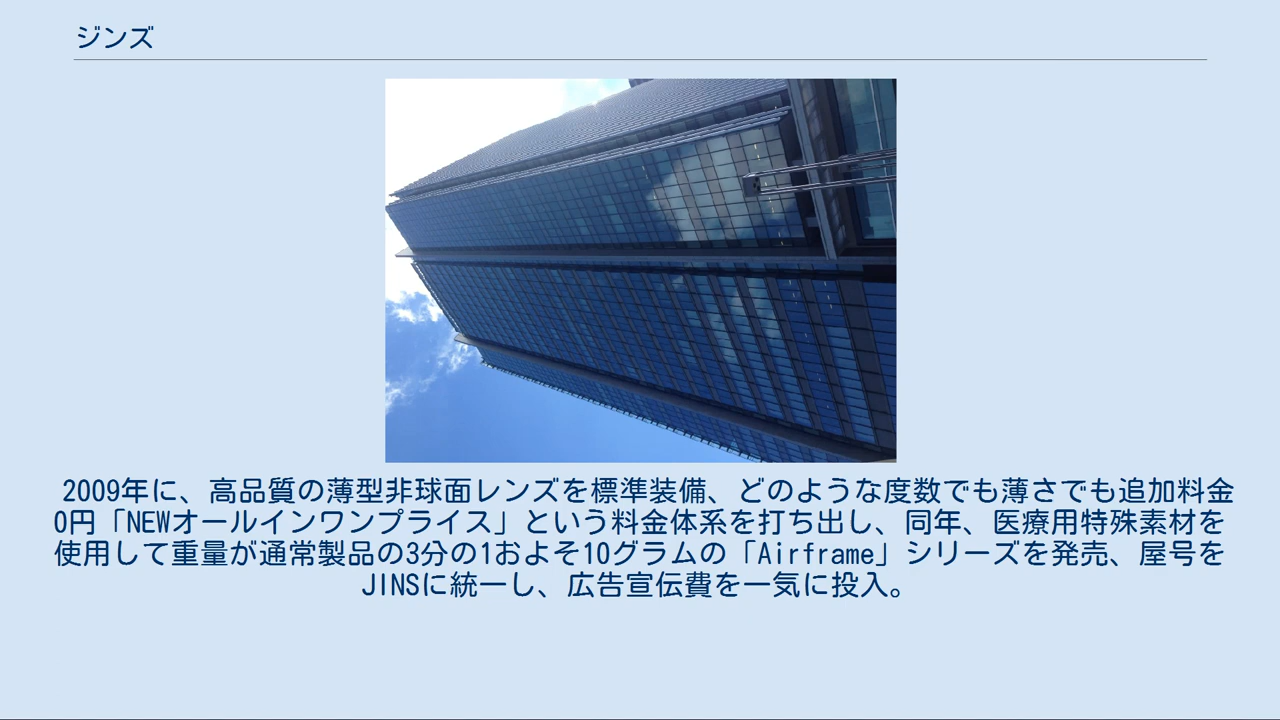 ジンズ
2009年に、高品質の薄型非球面レンズを標準装備、どのような度数でも薄さでも追加料金
0円「NEWオールインワンプライス」という料金体系を打ち出し、同年、医療用特殊素材を
使用して重量が通常製品の3分の1およそ10グラムの「Airframe」シリーズを発売、屋号を
JINSに統一し、広告宣伝費を一気に投入。